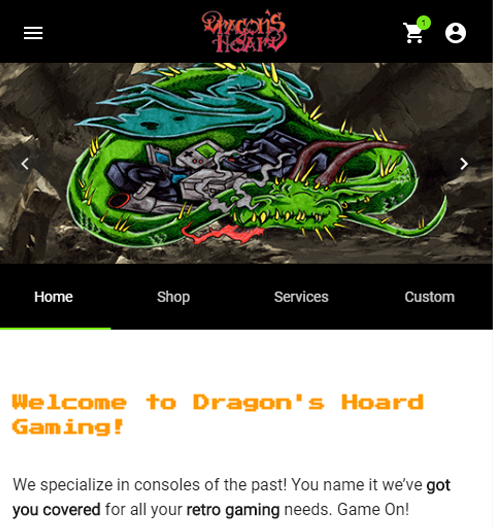 Dragon's
Hoard
1
Home Shop Services Custom
Welcome to Dragon's Hoard
Gaming!
We specialize in consoles of the past! You name it we’ve got
you covered for all your retro gaming needs. Game On!